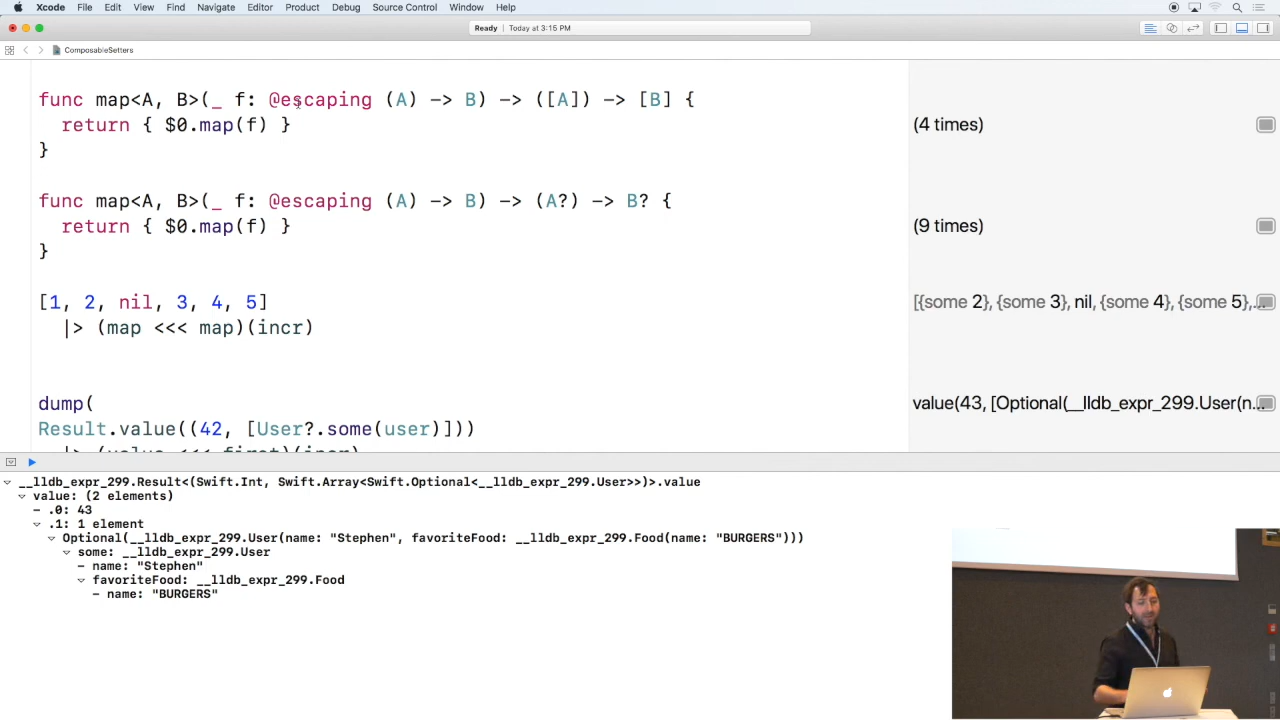 Xcode File Edit View Find Navigate Editor Product Debug Source Control Window Help
Ready | Today at 3:15 PM
ComposableSetters
func map<A, B>(_ f: @escaping (A) -> B) -> ([A]) -> [B] {
return { $0.map(f) }
(4 times)
}
func map<A, B>(_ f: @escaping (A) -> B) -> (A?) -> B? {
return { $0.map(f) }
(9 times)
}
[1, 2, nil, 3, 4, 5]
[{some 2}, {some 3}, nil, {some 4}, {some 5},...
|> (map <<< map)(incr)
dump(
value(43, [Optional(__lldb_expr_299.User(n...
Result.value((42, [User?.some(user)]))
|> (value <<< first)(incr)
__lldb_expr_299.Result<(Swift.Int, Swift.Array<Swift.Optional<__lldb_expr_299.User>>)>.value
value: (2 elements)
- .0: 43
.1: 1 element
Optional(__lldb_expr_299.User(name: "Stephen", favoriteFood: __lldb_expr_299.Food(name: "BURGERS")))
some: __lldb_expr_299.User
- name: "Stephen"
favoriteFood: __lldb_expr_299.Food
- name: "BURGERS"